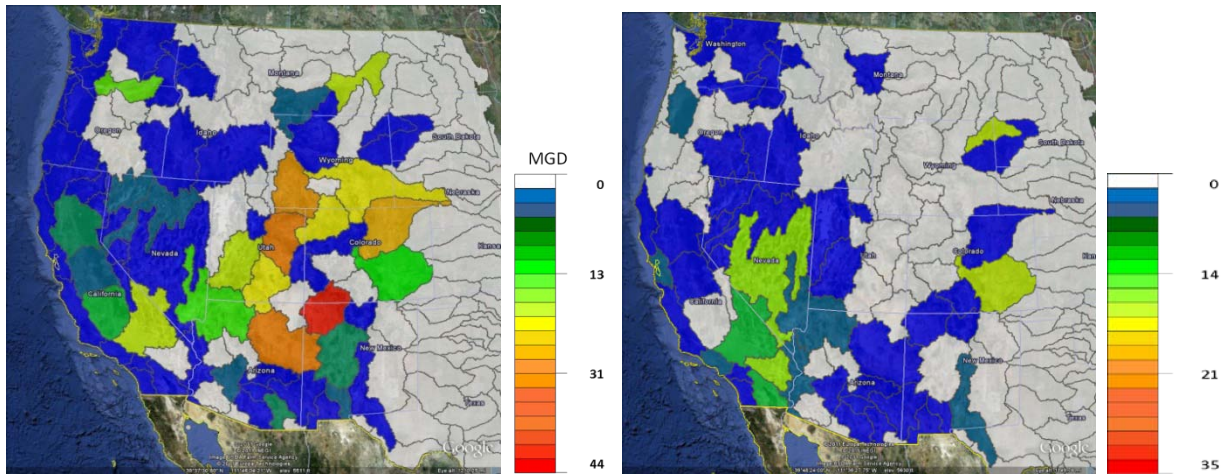 Montana
Oregon
Idaho
South Dakota
Wyoming
Nebraska
Nevada
Utah
Colorado
Kansa
California
Arizona
New Mexico
Texas
Google
MGD
0
13
31
44
Washington
Montana
Oregon
Idaho
South Dakota
Wyoming
Nebraska
Nevada
Utah
Colorado
Kan
California
Arizona
New Mexico
Texas
Google
0
14
21
35